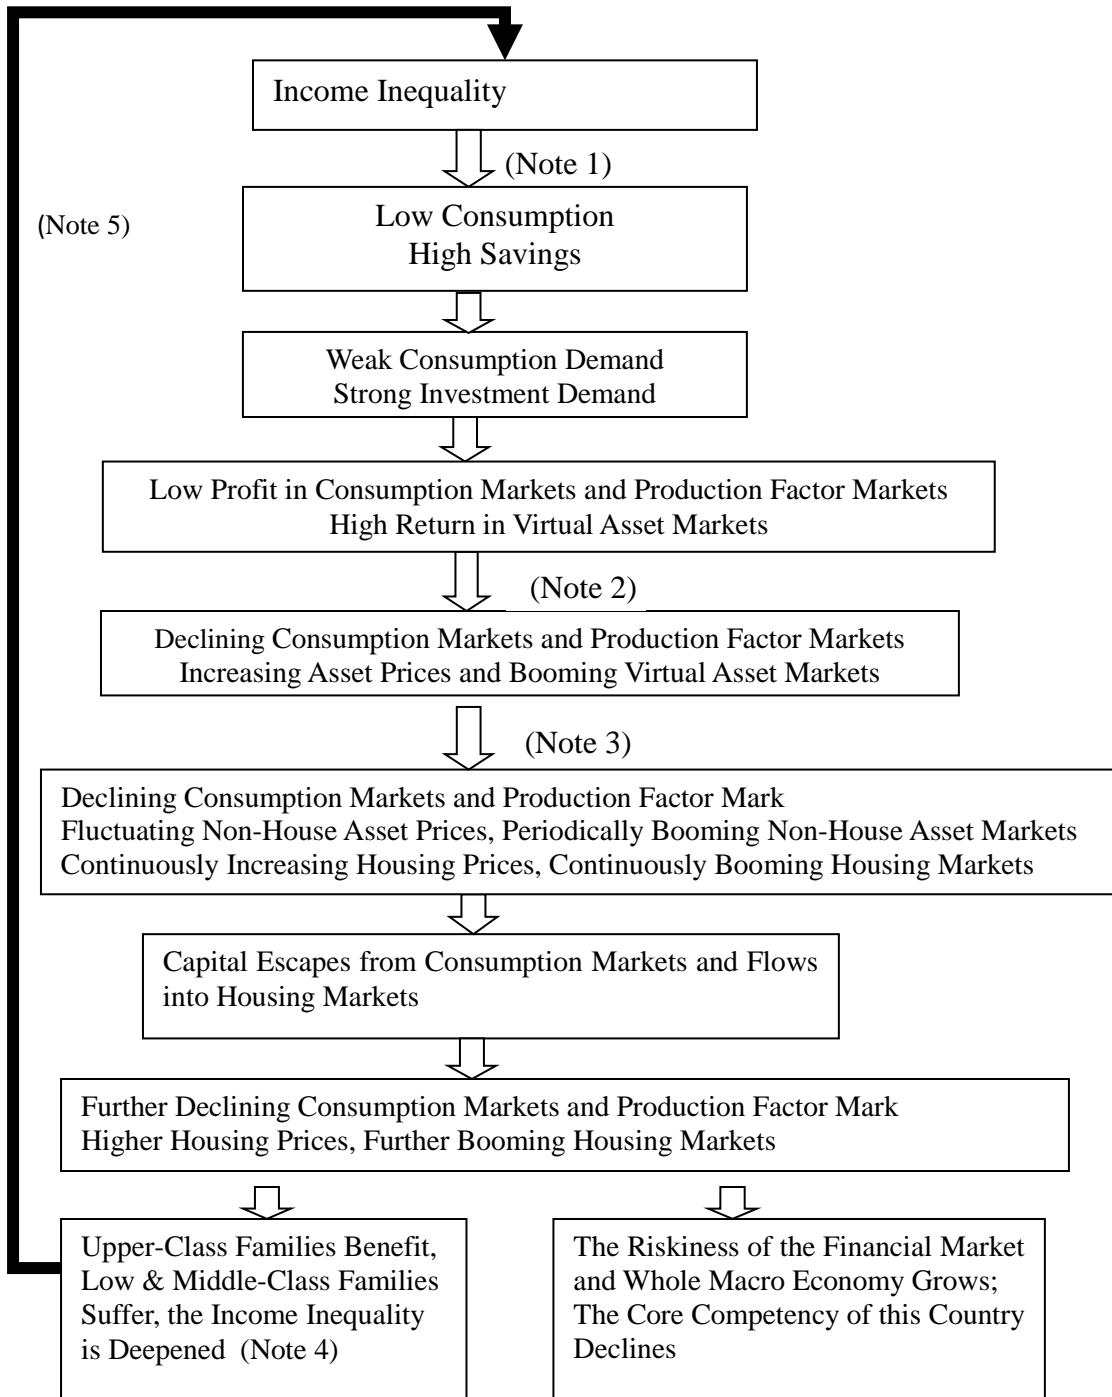 Income Inequality
(Note 1)
Low Consumption
High Savings
(Note 5)
Weak Consumption Demand
Strong Investment Demand
Low Profit in Consumption Markets and Production Factor Markets
High Return in Virtual Asset Markets
(Note 2)
Declining Consumption Markets and Production Factor Markets
Increasing Asset Prices and Booming Virtual Asset Markets
(Note 3)
Declining Consumption Markets and Production Factor Mark
Fluctuating Non-House Asset Prices, Periodically Booming Non-House Asset Markets
Continuously Increasing Housing Prices, Continuously Booming Housing Markets
Capital Escapes from Consumption Markets and Flows
into Housing Markets
Further Declining Consumption Markets and Production Factor Mark
Higher Housing Prices, Further Booming Housing Markets
Upper-Class Families Benefit,
Low & Middle-Class Families
Suffer, the Income Inequality
is Deepened (Note 4)
The Riskiness of the Financial Market
and Whole Macro Economy Grows;
The Core Competency of this Country
Declines